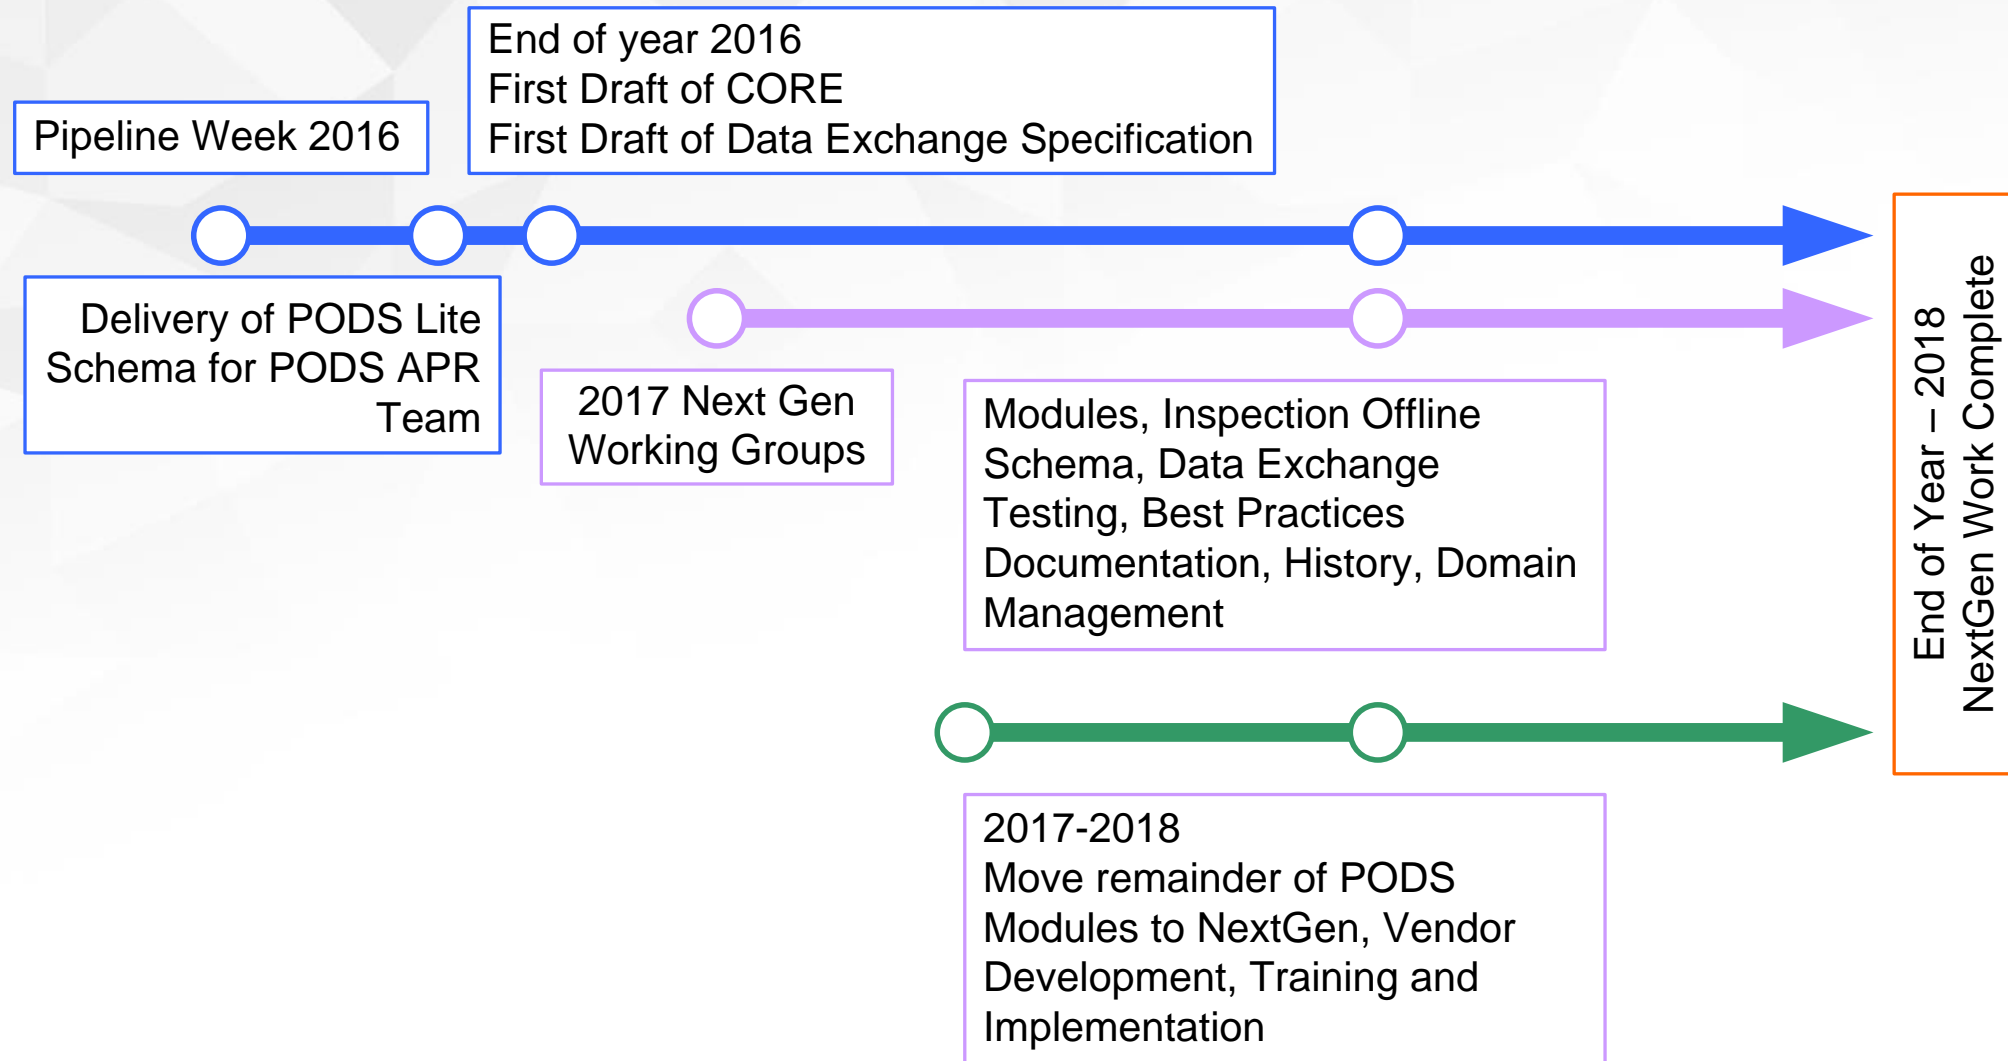 Pipeline Week 2016
End of year 2016
First Draft of CORE
First Draft of Data Exchange Specification
Delivery of PODS Lite
Schema for PODS APR
Team
2017 Next Gen
Working Groups
Modules, Inspection Offline
Schema, Data Exchange
Testing, Best Practices
Documentation, History, Domain
Management
2017-2018
Move remainder of PODS
Modules to NextGen, Vendor
Development, Training and
Implementation
End of Year – 2018
NextGen Work Complete